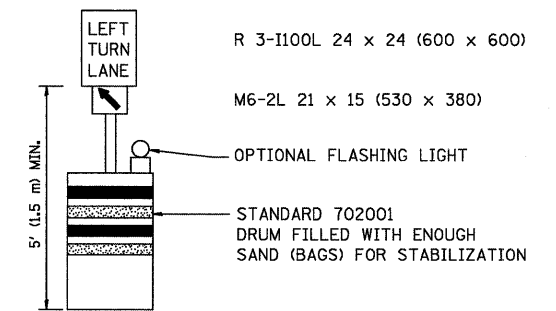 LEFT
TURN
LANE
R 3-I100L 24 x 24 (600 x 600)
M6-2L 21 x 15 (530 x 380)
OPTIONAL FLASHING LIGHT
5' (1.5 m) MIN.
STANDARD 702001
DRUM FILLED WITH ENOUGH
SAND (BAGS) FOR STABILIZATION